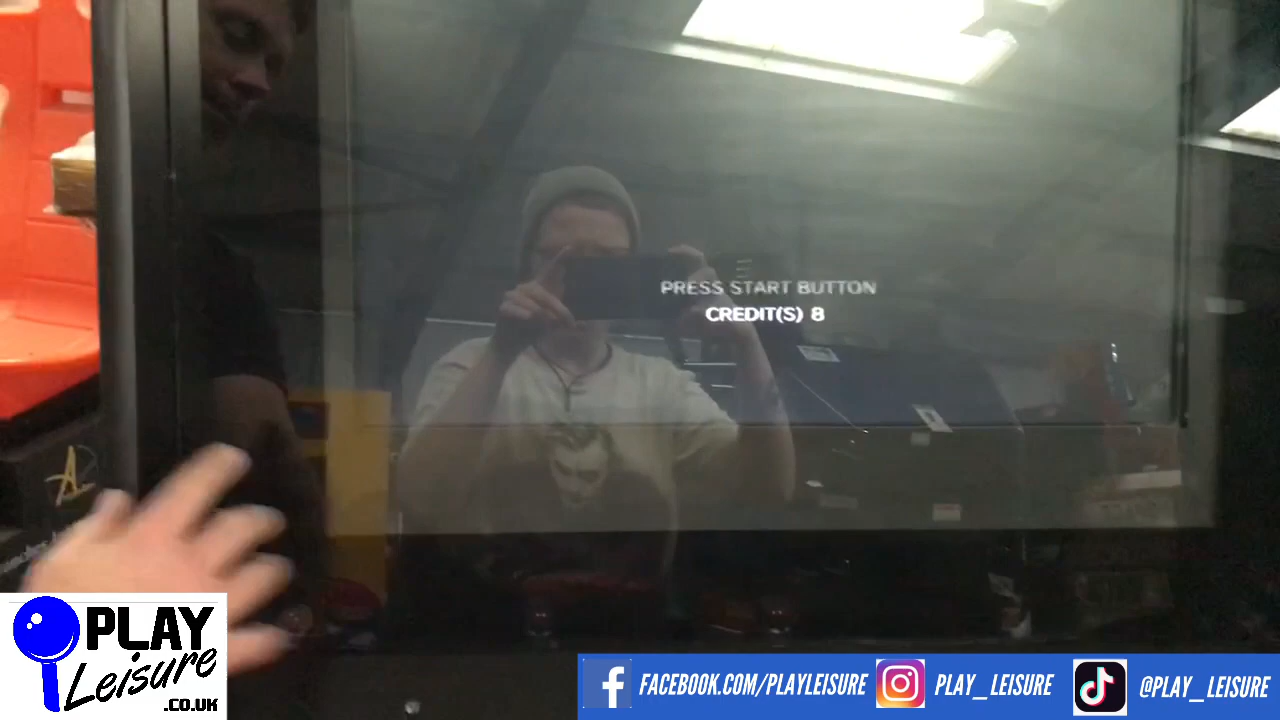 PRESS START BUTTON
CREDIT(S) 8
PLAY
Leisure
.CO.UK
FACEBOOK.COM/PLAYLEISURE
PLAY_LEISURE
@PLAY_LEISURE